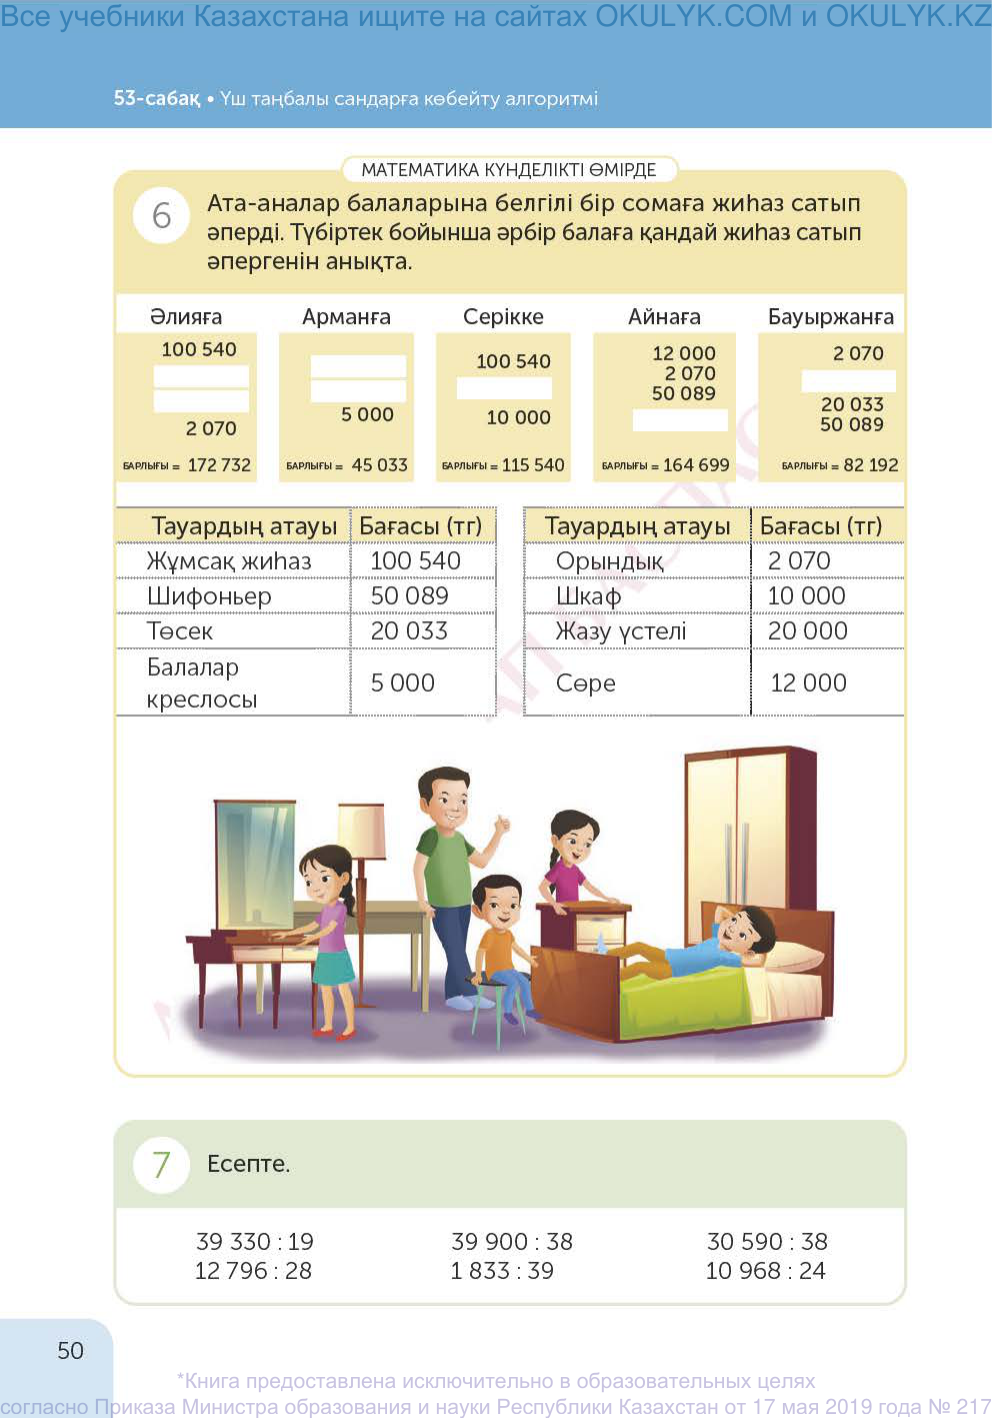 Все учебники Казахстана ищите на сайтах OKULYK.COM и OKULYK.KZ
53-сабақ • Үш таңбалы сандарға көбейту алгоритмі
МАТЕМАТИКА КҮНДЕЛІКТІ ӨМІРДЕ
6
Ата-аналар балаларына белгілі бір сомаға жиһаз сатып
әперді. Түбіртек бойынша әрбір балаға қандай жиһаз сатып
әпергенін анықта.
Әлияға
100 540
2 070
БАРЛЫҒЫ = 172 732
Арманға
5 000
БАРЛЫҒЫ = 45 033
Серікке
100 540
10 000
БАРЛЫҒЫ = 115 540
Айнаға
12 000
2 070
50 089
БАРЛЫҒЫ = 164 699
Бауыржанға
2 070
20 033
50 089
БАРЛЫҒЫ = 82 192
Тауардың атауы Бағасы (тг)
Жұмсақ жиһаз 100 540
Шифоньер 50 089
Төсек 20 033
Балалар
креслосы 5 000
Тауардың атауы Бағасы (тг)
Орындық 2 070
Шкаф 10 000
Жазу үстелі 20 000
Сөре 12 000
7
Есепте.
39 330 : 19 39 900 : 38 30 590 : 38
12 796 : 28 1 833 : 39 10 968 : 24
50
*Книга предоставлена исключительно в образовательных целях
согласно Приказа Министра образования и науки Республики Казахстан от 17 мая 2019 года № 217